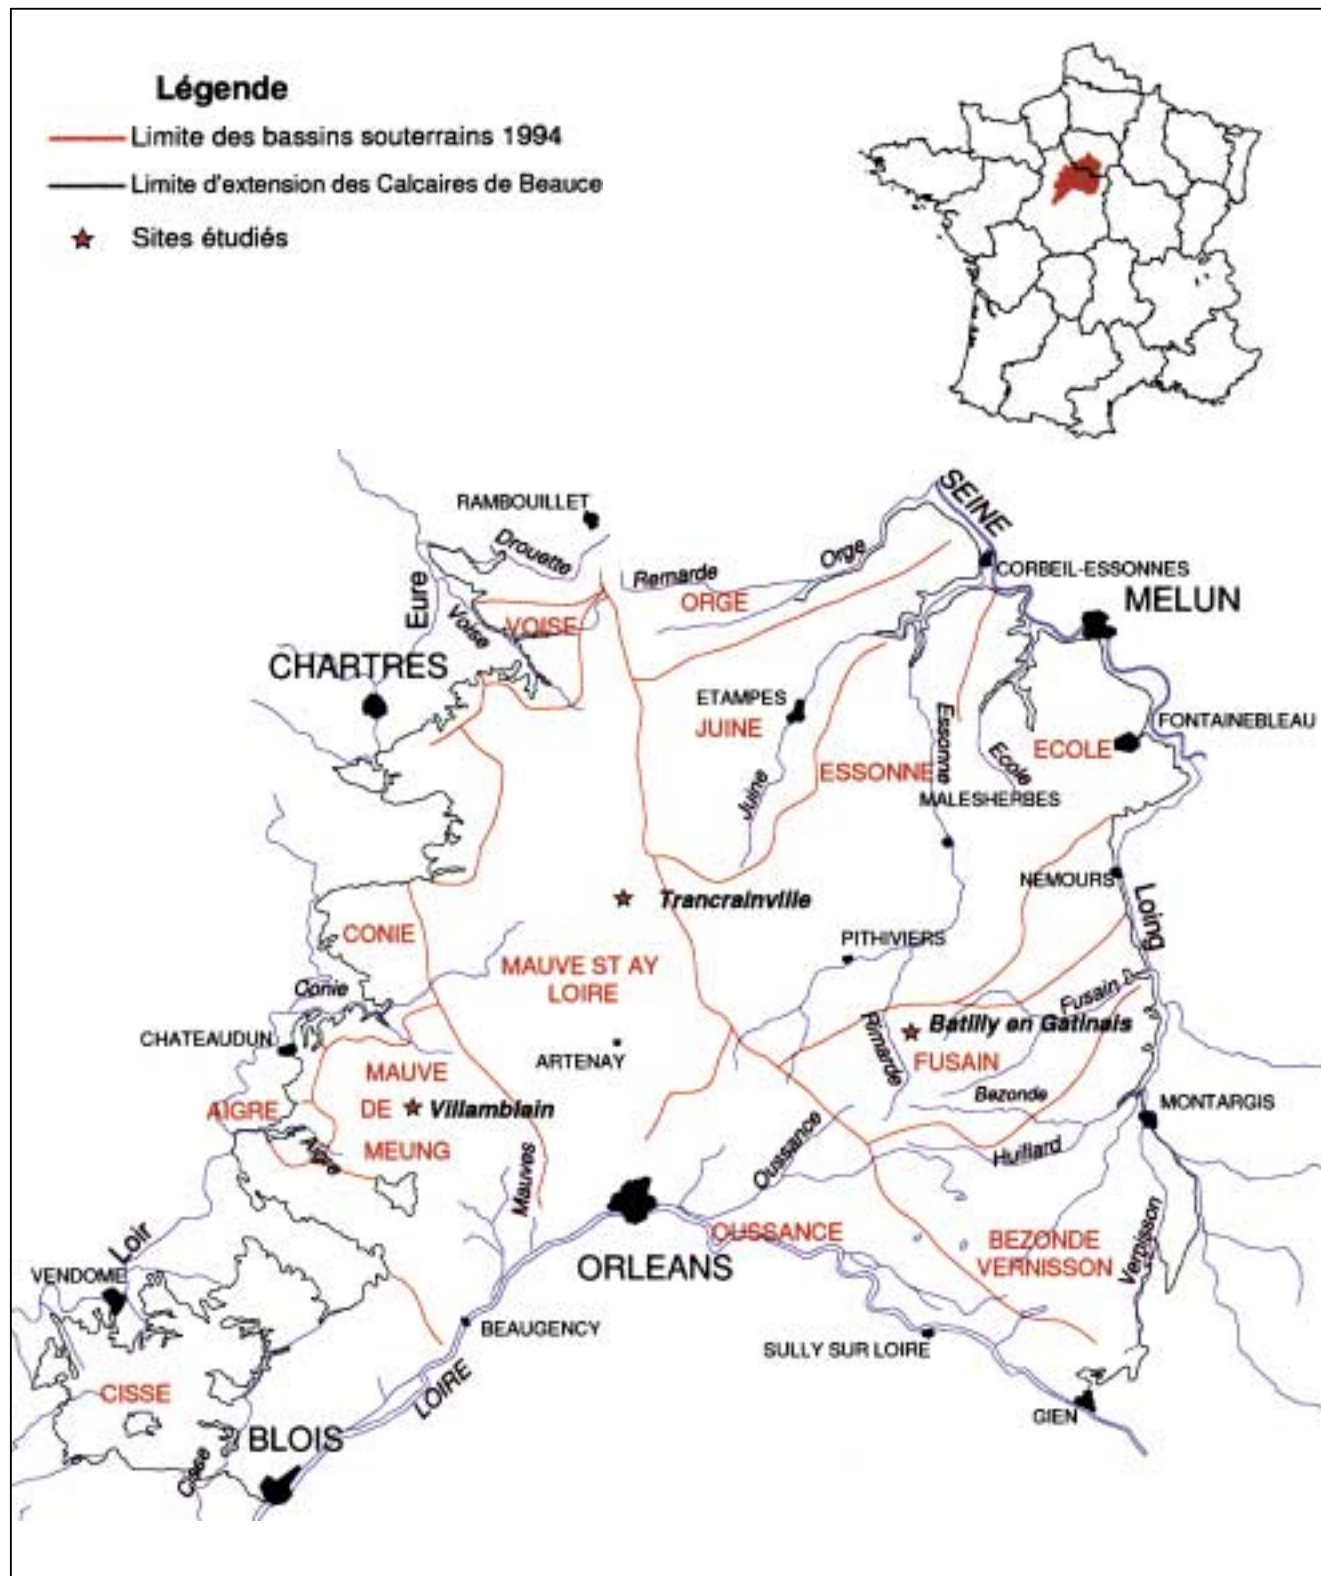 Légende
Limite des bassins souterrains 1994
Limite d'extension des Calcaires de Beauce
Sites étudiés
SEINE
RAMBOUILLET
Drouette
Orge
Remarde
CORBEIL-ESSONNES
Eure
ORGE
MELUN
Voise
VOISE
CHARTRES
ETAMPES
JUINE
Essonne
FONTAINEBLEAU
ECOLE
Ecole
ESSONNE
Juine
MALESHERBES
NEMOURS
Trancrainville
Loing
CONIE
PITHIVIERS
MAUVE ST AY
LOIRE
Conie
Fusain
Batilly en Gatinais
CHATEAUDUN
ARTENAY
Rimarde
FUSAIN
MAUVE
DE
MEUNG
Bezonde
AIGRE
Villamblain
MONTARGIS
Aigre
Mauves
Oussance
Huillard
Loir
OUSSANCE
BEZONDE
VERNISSON
Vernisson
ORLEANS
VENDOME
BEAUGENCY
SULLY SUR LOIRE
CISSE
LOIRE
GIEN
BLOIS
Cisse